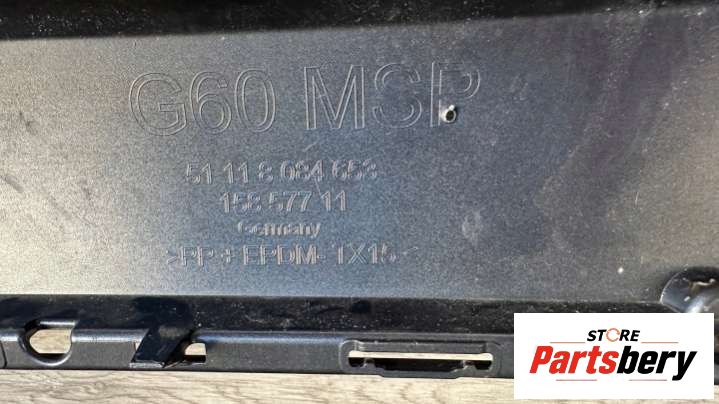 G60 MSP
51 11 8 084 653
158 577 11
Germany
>PP+EPDM-TX15<
STORE
Partsbery